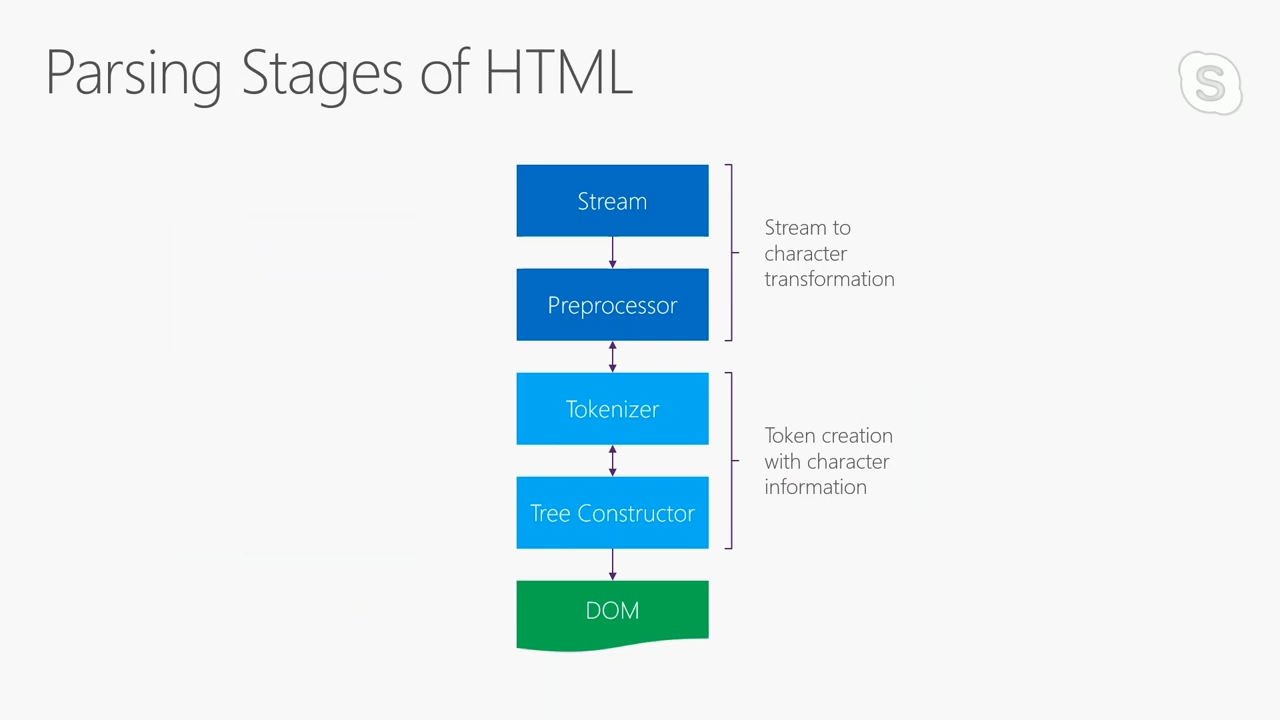 Parsing Stages of HTML
S
Stream
Preprocessor
Tokenizer
Tree Constructor
DOM
Stream to
character
transformation
Token creation
with character
information